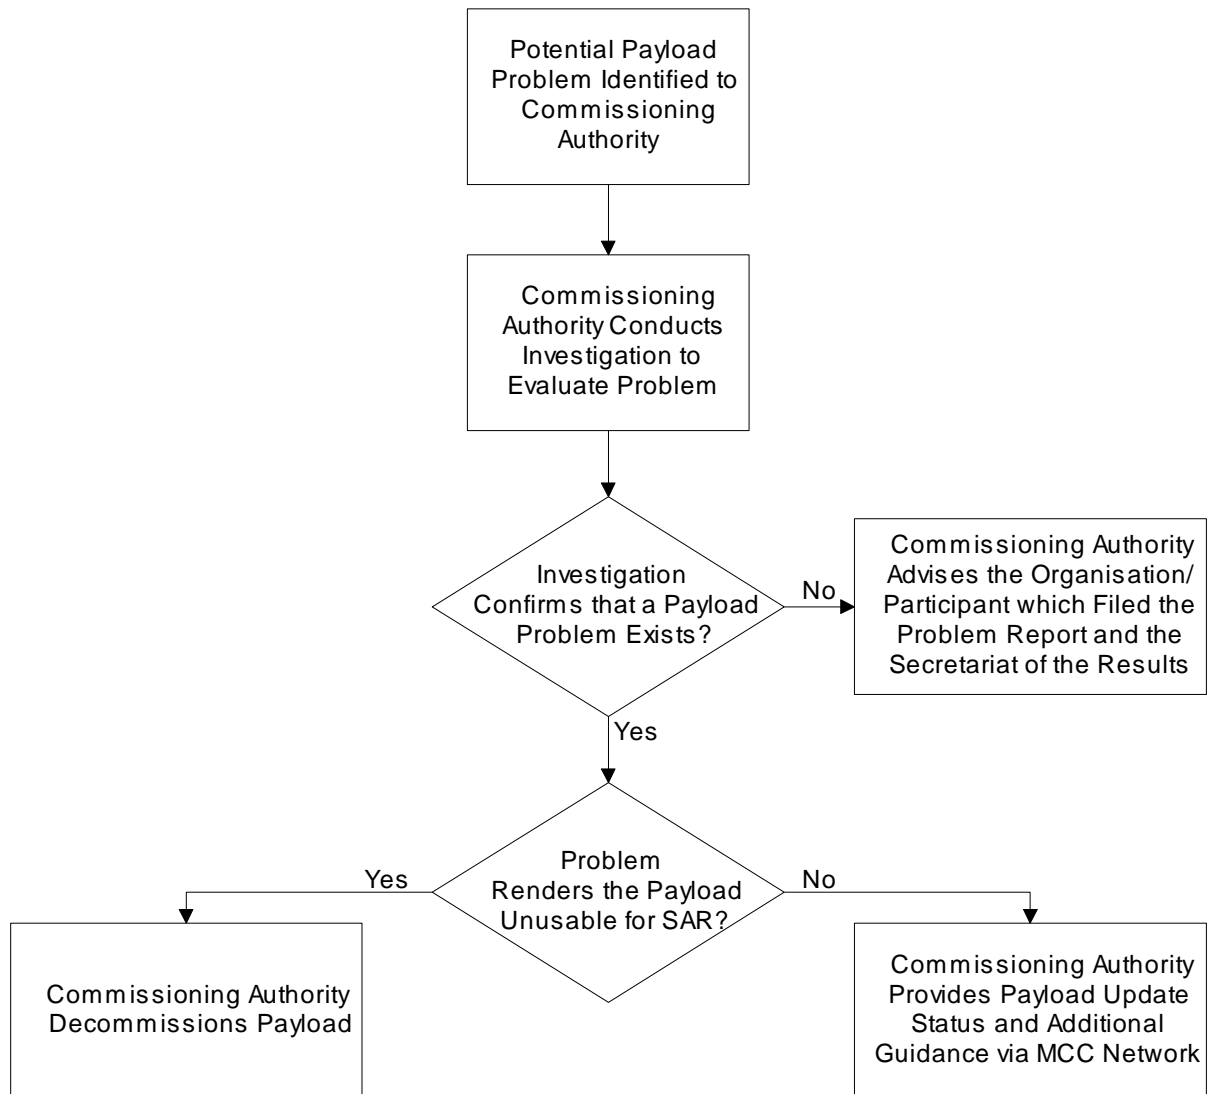 Potential Payload
Problem Identified to
Commissioning
Authority
Commissioning
Authority Conducts
Investigation to
Evaluate Problem
Investigation
Confirms that a Payload
Problem Exists?
No
Commissioning Authority
Advises the Organisation/
Participant which Filed the
Problem Report and the
Secretariat of the Results
Yes
Problem
Renders the Payload
Unusable for SAR?
Yes
No
Commissioning Authority
Decommissions Payload
Commissioning Authority
Provides Payload Update
Status and Additional
Guidance via MCC Network